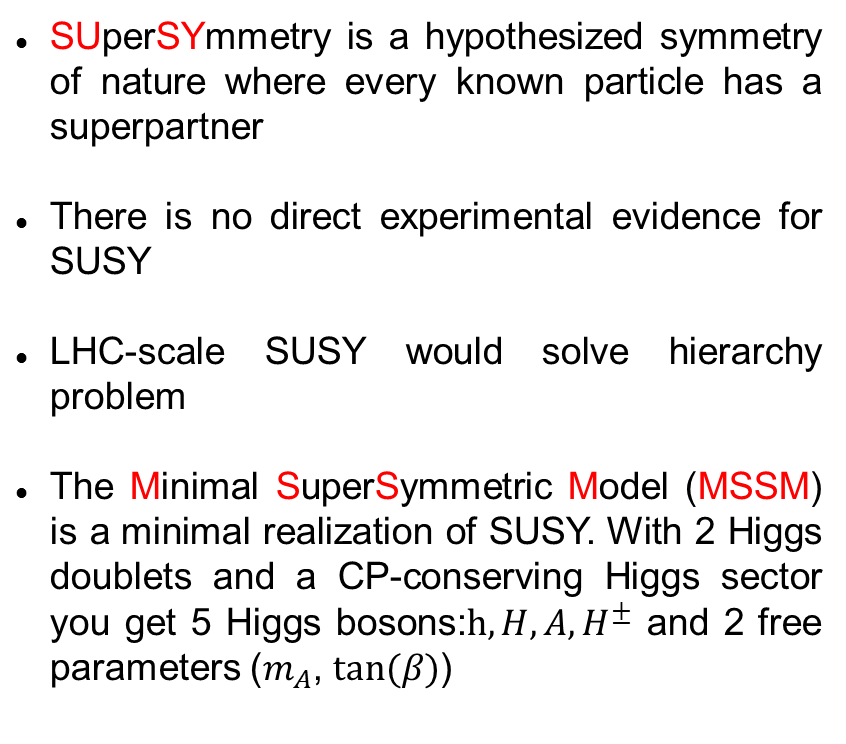 • SUperSYmmetry is a hypothesized symmetry
of nature where every known particle has a
superpartner
• There is no direct experimental evidence for
SUSY
• LHC-scale SUSY would solve hierarchy
problem
• The Minimal SuperSymmetric Model (MSSM)
is a minimal realization of SUSY. With 2 Higgs
doublets and a CP-conserving Higgs sector
you get 5 Higgs bosons:h, H, A, H± and 2 free
parameters (m_A, tan(β))